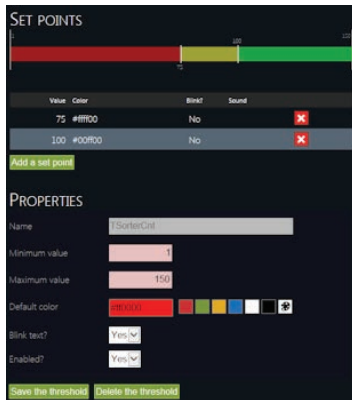 SET POINTS
100
75
Value Color Blink? Sound
75 #ffff00 No
100 #00ff00 No
Add a set point
PROPERTIES
Name TSorterCnt
Minimum value 1
Maximum value 150
Default color #ff0000
Blink text? Yes
Enabled? Yes
Save the threshold Delete the threshold